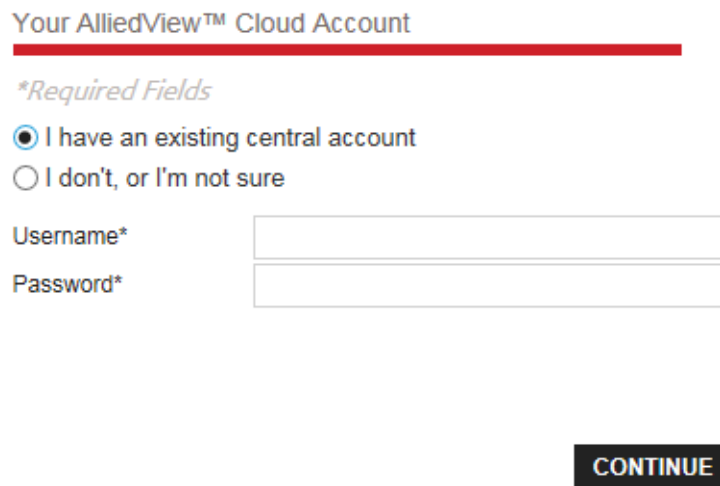 Your AlliedView™ Cloud Account
*Required Fields
I have an existing central account
I don't, or I'm not sure
Username*
Password*
CONTINUE